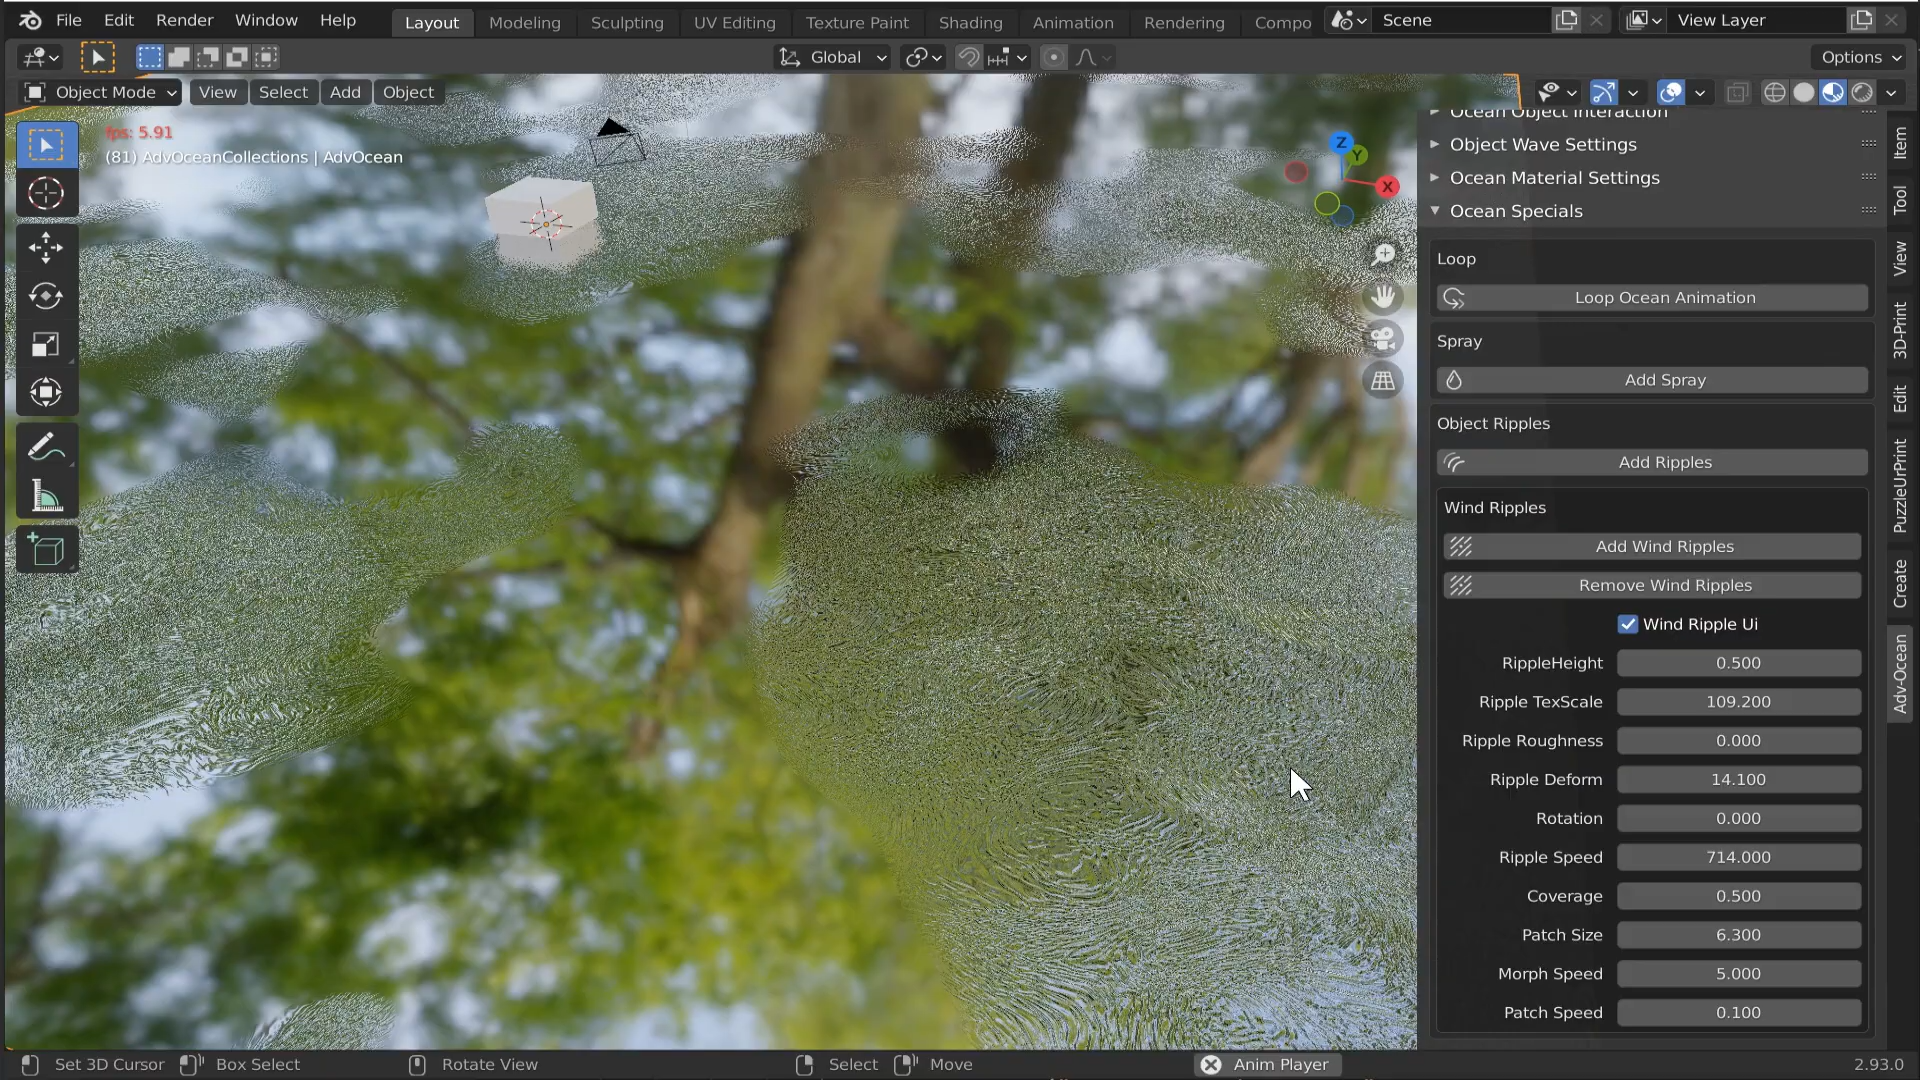 File Edit Render Window Help Layout Modeling Sculpting UV Editing Texture Paint Shading Animation Rendering Compo Scene View Layer
Global Options
Object Mode View Select Add Object
fps: 5.91
(81) AdvOceanCollections | AdvOcean
Z
Y
X
Ocean Object Interaction
Object Wave Settings
Ocean Material Settings
Ocean Specials
Loop
Loop Ocean Animation
Spray
Add Spray
Object Ripples
Add Ripples
Wind Ripples
Add Wind Ripples
Remove Wind Ripples
Wind Ripple Ui
RippleHeight 0.500
Ripple TexScale 109.200
Ripple Roughness 0.000
Ripple Deform 14.100
Rotation 0.000
Ripple Speed 714.000
Coverage 0.500
Patch Size 6.300
Morph Speed 5.000
Patch Speed 0.100
Item
Tool
View
3D-Print
Edit
PuzzleUrPrint
Create
Adv-Ocean
Set 3D Cursor Box Select Rotate View Select Move Anim Player 2.93.0